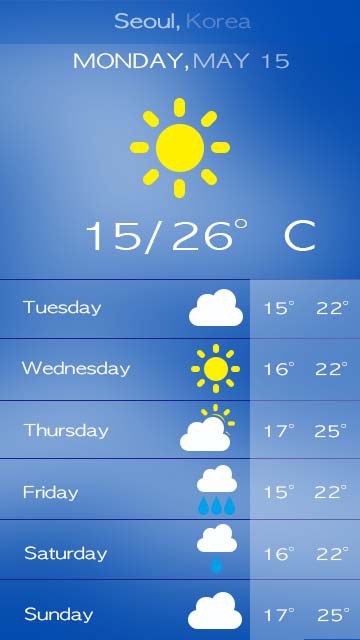 Seoul, Korea
MONDAY, MAY 15
15/26° C
Tuesday 15° 22°
Wednesday 16° 22°
Thursday 17° 25°
Friday 15° 22°
Saturday 16° 22°
Sunday 17° 25°